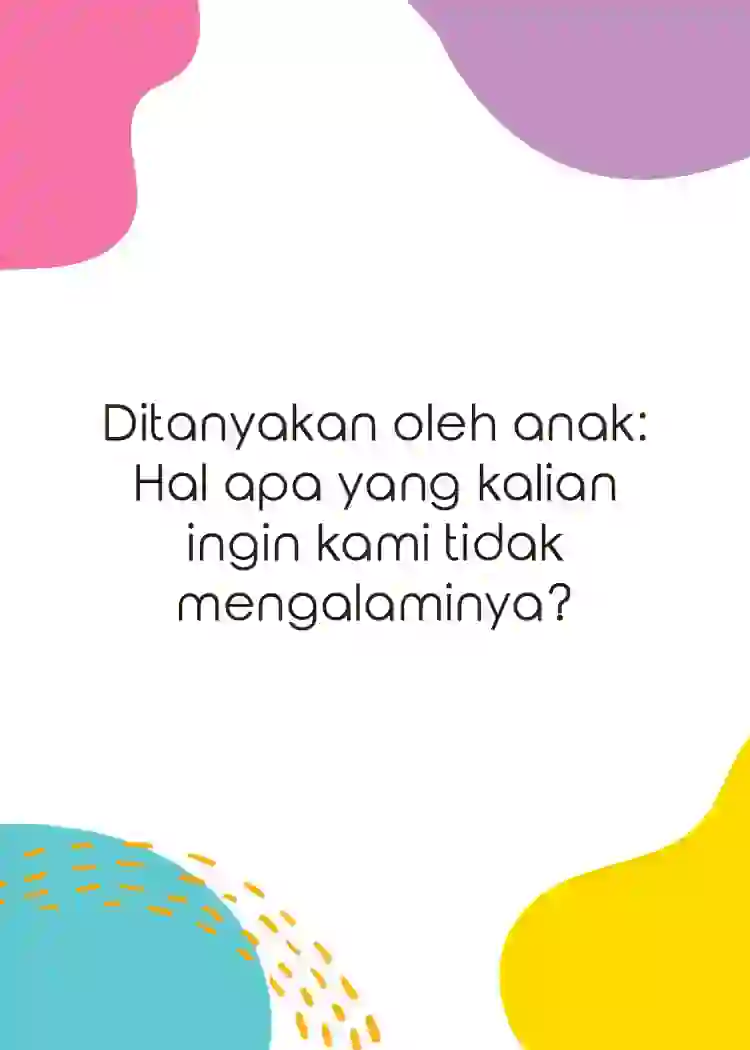 Ditanyakan oleh anak:
Hal apa yang kalian
ingin kami tidak
mengalaminya?